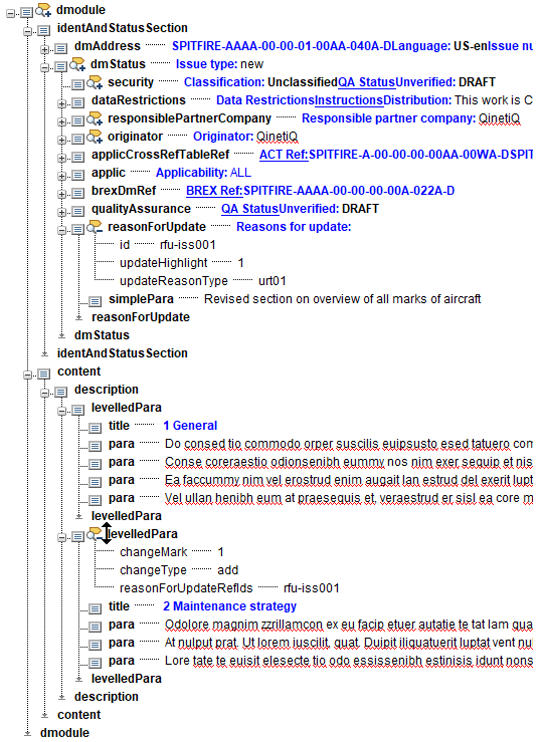 dmodule
identAndStatusSection
dmAddress SPITFIRE-AAAA-00-00-01-00AA-040A-DLanguage: US-enIssue nu
dmStatus Issue type: new
security Classification: UnclassifiedQA StatusUnverified: DRAFT
dataRestrictions Data RestrictionsInstructionsDistribution: This work is C
responsiblePartnerCompany Responsible partner company: QinetiQ
originator Originator: QinetiQ
applicCrossRefTableRef ACT Ref:SPITFIRE-A-00-00-00-00AA-00WA-DSPIT
applic Applicability: ALL
brexDmRef BREX Ref:SPITFIRE-AAAA-00-00-00-00A-022A-D
qualityAssurance QA StatusUnverified: DRAFT
reasonForUpdate Reasons for update:
id rfu-iss001
updateHighlight 1
updateReasonType urt01
simplePara Revised section on overview of all marks of aircraft
reasonForUpdate
dmStatus
identAndStatusSection
content
description
levelledPara
title 1 General
para Do consed tio commodo orper suscilis euipsusto esed tatuero com
para Conse coreraestio odionsenibh eummy nos nim exer sequip et nis
para Ea faccummy nim vel erostrud enim augait lan estrud del exerit lupt
para Vel ullan henibh eum at praesequis et, veraestrud er sisl ea core m
levelledPara
levelledPara
changeMark 1
changeType add
reasonForUpdateRefIds rfu-iss001
title 2 Maintenance strategy
para Odolore magnim zzrillamcon ex eu facip etuer autatie te tat lam qua
para At nulput prat. Ut lorem iuscilit, quat. Duipit iliquatuerit luptat vent nul
para Lore tate te euisit elesecte tio odo essissenibh estinisis idunt nons
levelledPara
description
content
dmodule